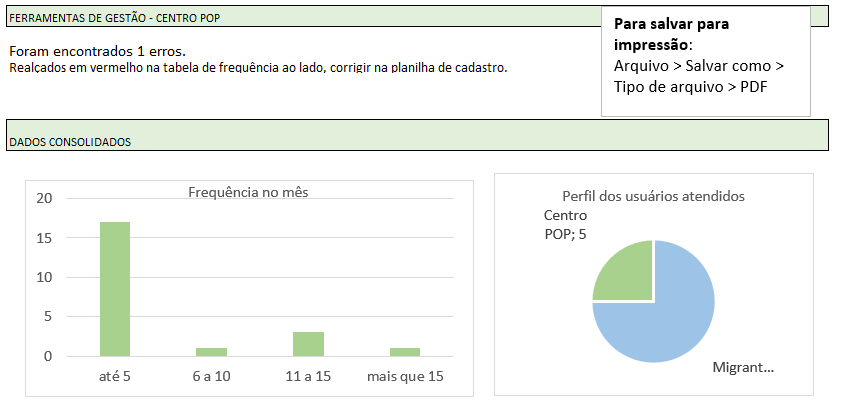 FERRAMENTAS DE GESTÃO - CENTRO POP
Foram encontrados 1 erros.
Realçados em vermelho na tabela de frequência ao lado, corrigir na planilha de cadastro.
Para salvar para
impressão:
Arquivo > Salvar como >
Tipo de arquivo > PDF
DADOS CONSOLIDADOS
Frequência no mês
20
15
10
5
0
até 5
6 a 10
11 a 15
mais que 15
Perfil dos usuários atendidos
Centro
POP; 5
Migrant...